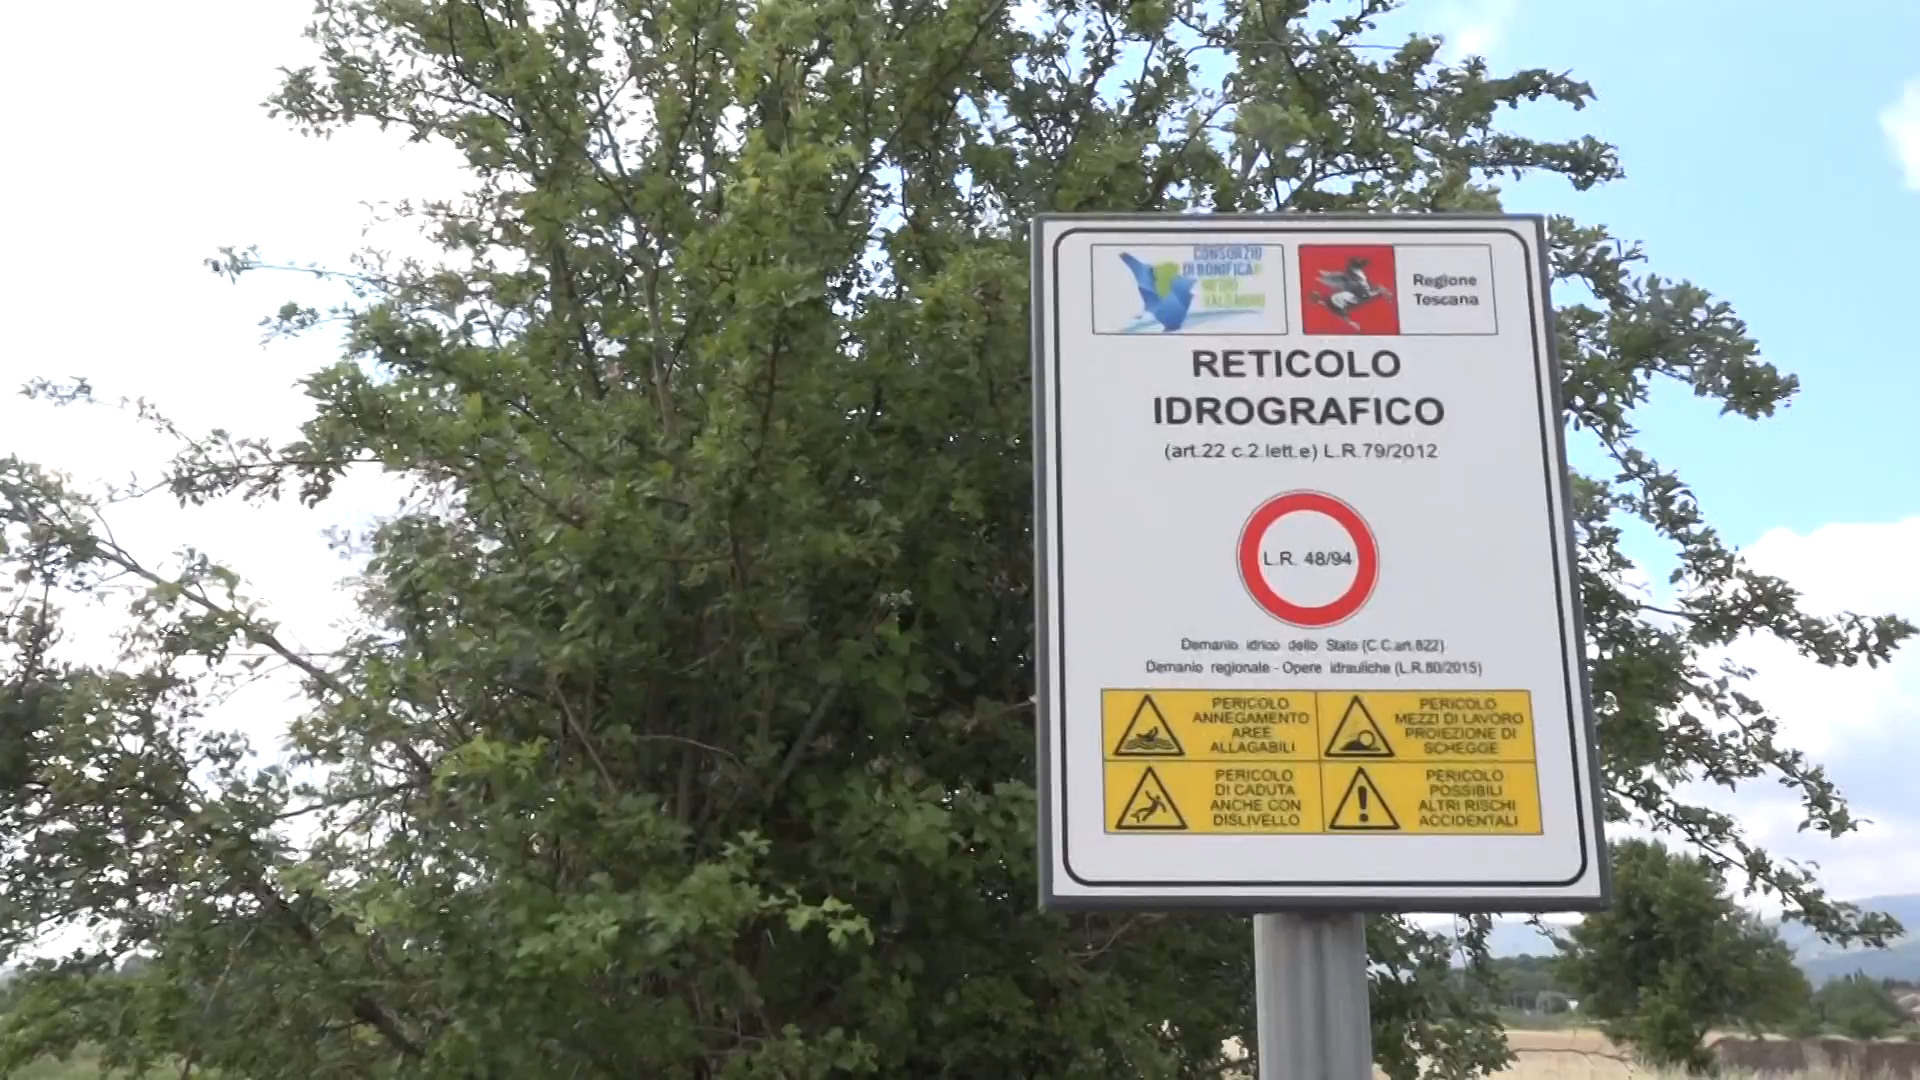 CONSORZIO
DI BONIFICA
MEDIO
VALDARNO
Regione
Toscana
RETICOLO
IDROGRAFICO
(art.22 c.2 lett.e) L.R.79/2012
L.R. 48/94
Demanio idrico dello Stato (C.C.art.822)
Demanio regionale - Opere idrauliche (L.R.80/2015)
PERICOLO
ANNEGAMENTO
AREE
ALLAGABILI
PERICOLO
MEZZI DI LAVORO
PROIEZIONE DI
SCHEGGE
PERICOLO
DI CADUTA
ANCHE CON
DISLIVELLO
PERICOLO
POSSIBILI
ALTRI RISCHI
ACCIDENTALI